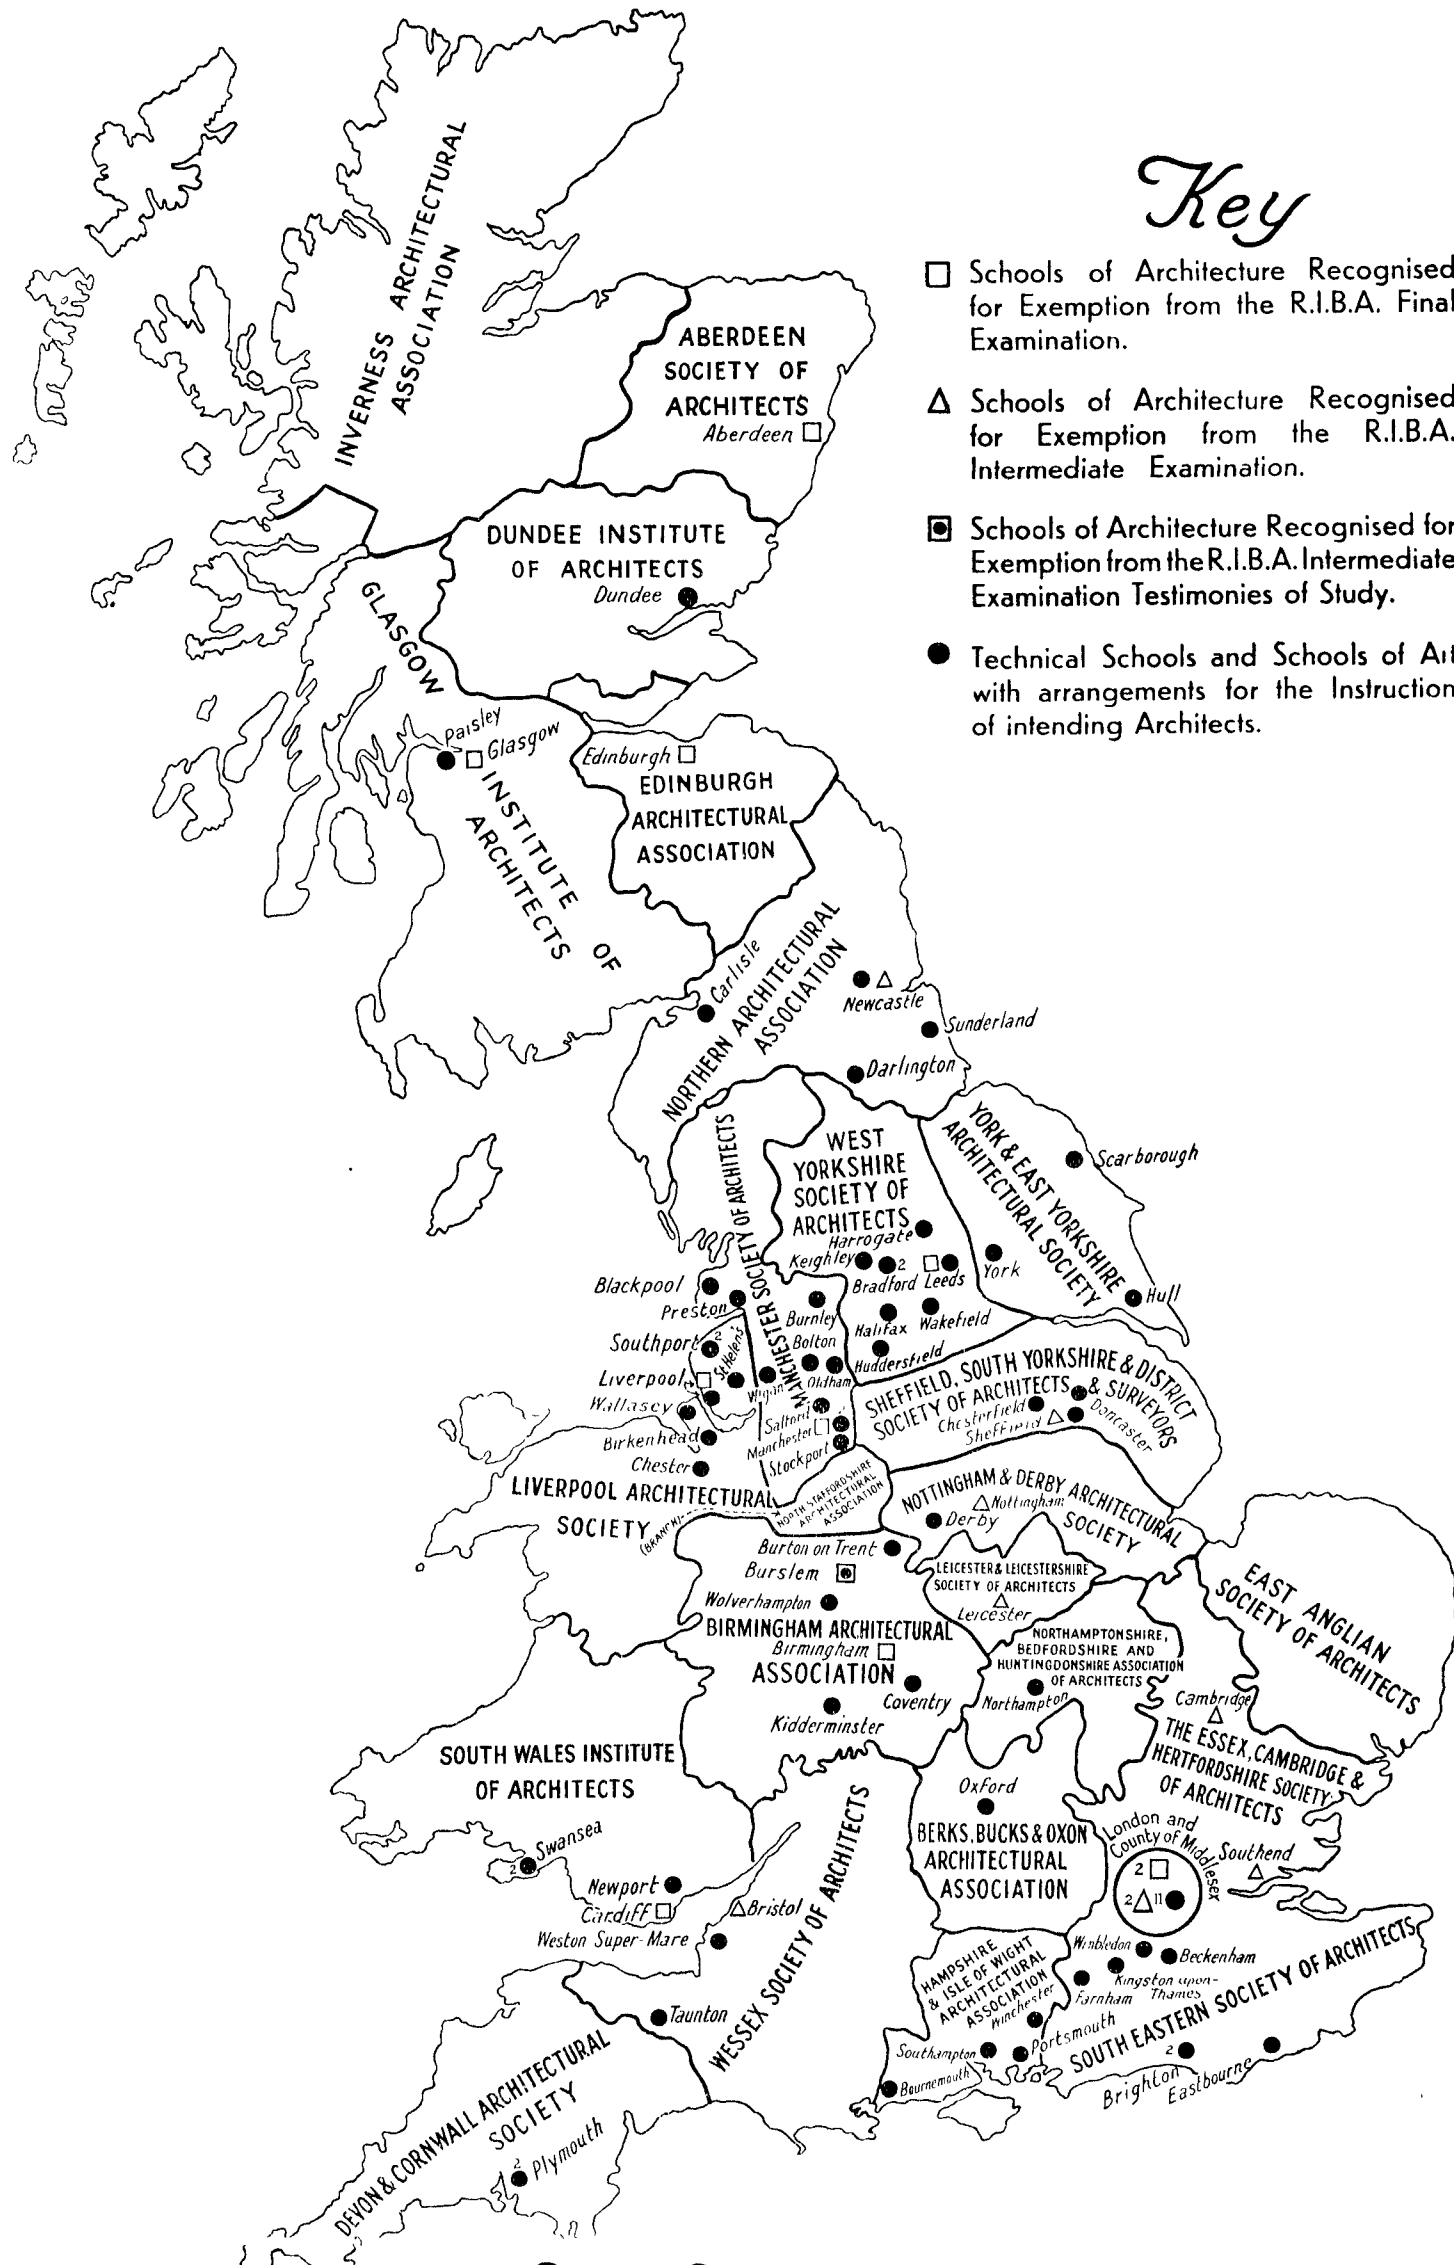 Key
□ Schools of Architecture Recognised
for Exemption from the R.I.B.A. Final
Examination.
△ Schools of Architecture Recognised
for Exemption from the R.I.B.A.
Intermediate Examination.
Schools of Architecture Recognised for
Exemption from the R.I.B.A. Intermediate
Examination Testimonies of Study.
● Technical Schools and Schools of Art
with arrangements for the Instruction
of intending Architects.
INVERNESS ARCHITECTURAL
ASSOCIATION
ABERDEEN
SOCIETY OF
ARCHITECTS
Aberdeen
DUNDEE INSTITUTE
OF ARCHITECTS
Dundee
GLASGOW
INSTITUTE OF
ARCHITECTS
Paisley
Glasgow
Edinburgh
EDINBURGH
ARCHITECTURAL
ASSOCIATION
NORTHERN ARCHITECTURAL
ASSOCIATION
Carlisle
Newcastle
Sunderland
Darlington
MANCHESTER SOCIETY OF ARCHITECTS
WEST
YORKSHIRE
SOCIETY OF
ARCHITECTS
Harrogate
Keighley
2
Bradford
Leeds
Halifax
Wakefield
Huddersfield
YORK & EAST YORKSHIRE
ARCHITECTURAL SOCIETY
Scarborough
York
Hull
Blackpool
Preston
Burnley
Southport
2
St Helen's
Bolton
Liverpool
Wigan
Oldham
Wallasey
Salford
Manchester
Birkenhead
Stockport
Chester
SHEFFIELD, SOUTH YORKSHIRE & DISTRICT
SOCIETY OF ARCHITECTS & SURVEYORS
Chesterfield
Sheffield
Doncaster
LIVERPOOL ARCHITECTURAL
SOCIETY
(BRANCH)
NORTH STAFFORDSHIRE
ARCHITECTURAL
ASSOCIATION
NOTTINGHAM & DERBY ARCHITECTURAL
SOCIETY
Nottingham
Derby
Burton on Trent
Burslem
Wolverhampton
LEICESTER & LEICESTERSHIRE
SOCIETY OF ARCHITECTS
Leicester
BIRMINGHAM ARCHITECTURAL
Birmingham
ASSOCIATION
Coventry
Kidderminster
NORTHAMPTONSHIRE,
BEDFORDSHIRE AND
HUNTINGDONSHIRE ASSOCIATION
OF ARCHITECTS
Northampton
EAST ANGLIAN
SOCIETY OF ARCHITECTS
Cambridge
THE ESSEX, CAMBRIDGE &
HERTFORDSHIRE SOCIETY
OF ARCHITECTS
SOUTH WALES INSTITUTE
OF ARCHITECTS
2
Swansea
Newport
Cardiff
Bristol
Weston Super-Mare
Taunton
WESSEX SOCIETY OF ARCHITECTS
Oxford
BERKS. BUCKS & OXON
ARCHITECTURAL
ASSOCIATION
London and
County of Middlesex
2
2 11
Southend
HAMPSHIRE
& ISLE OF WIGHT
ARCHITECTURAL
ASSOCIATION
Winchester
Southampton
Portsmouth
Bournemouth
Wimbledon
Beckenham
Kingston upon-
Thames
Farnham
SOUTH EASTERN SOCIETY OF ARCHITECTS
2
Brighton
Eastbourne
DEVON & CORNWALL ARCHITECTURAL
SOCIETY
2
Plymouth